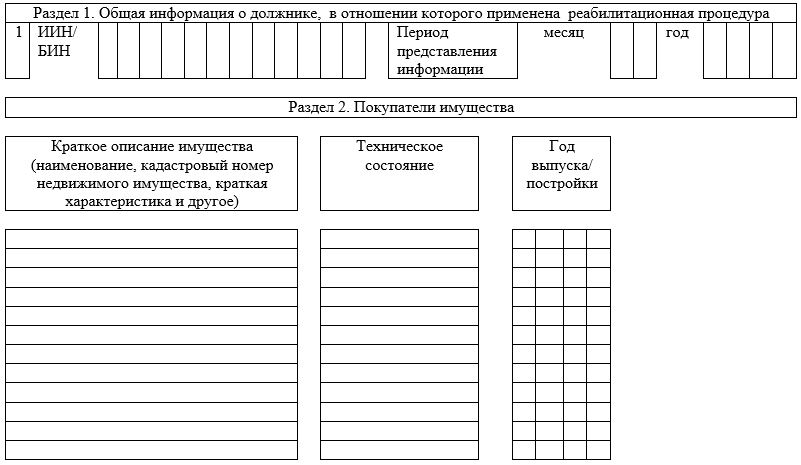 Раздел 1. Общая информация о должнике, в отношении которого применена реабилитационная процедура
1 ИИН/ Период месяц год
БИН представления
информации
Раздел 2. Покупатели имущества
Краткое описание имущества
(наименование, кадастровый номер
недвижимого имущества, краткая
характеристика и другое)
Техническое
состояние
Год
выпуска/
постройки